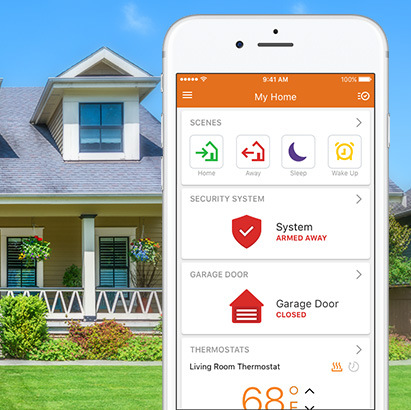 9:41 AM
100%
My Home
SCENES
Home
Away
Sleep
Wake Up
SECURITY SYSTEM
System
ARMED AWAY
GARAGE DOOR
Garage Door
CLOSED
THERMOSTATS
Living Room Thermostat
68°F